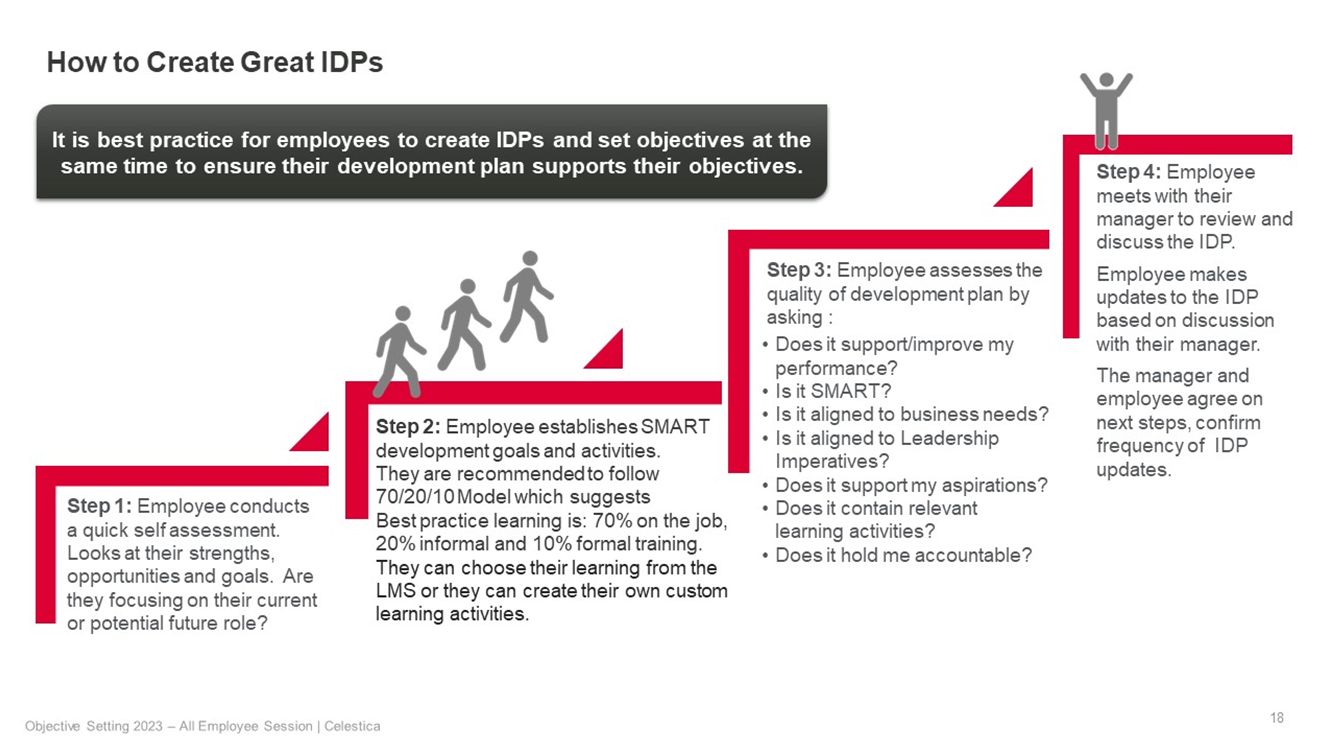 How to Create Great IDPs
It is best practice for employees to create IDPs and set objectives at the
same time to ensure their development plan supports their objectives.
Step 1: Employee conducts
a quick self assessment.
Looks at their strengths,
opportunities and goals. Are
they focusing on their current
or potential future role?
Step 2: Employee establishes SMART
development goals and activities.
They are recommended to follow
70/20/10 Model which suggests
Best practice learning is: 70% on the job,
20% informal and 10% formal training.
They can choose their learning from the
LMS or they can create their own custom
learning activities.
Step 3: Employee assesses the
quality of development plan by
asking :
• Does it support/improve my
performance?
• Is it SMART?
• Is it aligned to business needs?
• Is it aligned to Leadership
Imperatives?
• Does it support my aspirations?
• Does it contain relevant
learning activities?
• Does it hold me accountable?
Step 4: Employee
meets with their
manager to review and
discuss the IDP.
Employee makes
updates to the IDP
based on discussion
with their manager.
The manager and
employee agree on
next steps, confirm
frequency of IDP
updates.
Objective Setting 2023 – All Employee Session | Celestica
18